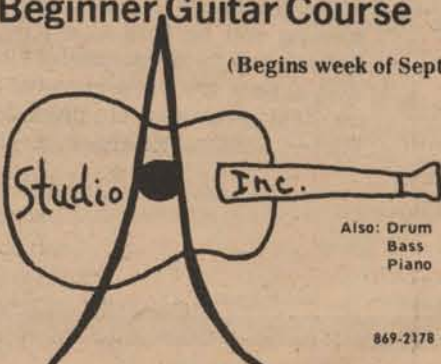 Beginner Guitar Course
(Begins week of Sept
Studio A Inc.
Also: Drum
Bass
Piano
869-2178